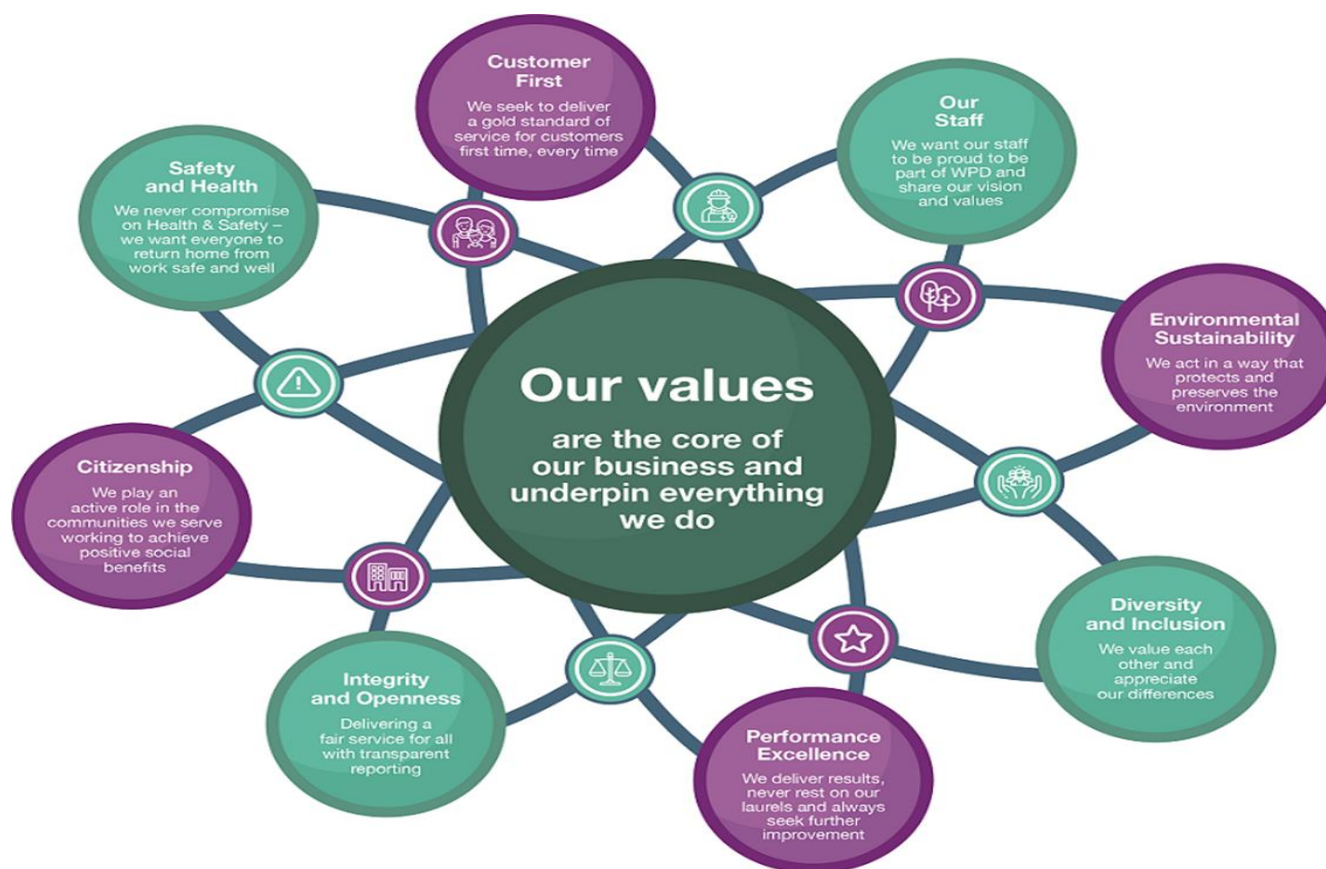 Our values
are the core of
our business and
underpin everything
we do
Customer
First
We seek to deliver
a gold standard of
service for customers
first time, every time
Our
Staff
We want our staff
to be proud to be
part of WPD and
share our vision
and values
Environmental
Sustainability
We act in a way that
protects and
preserves the
environment
Diversity
and Inclusion
We value each
other and
appreciate
our differences
Performance
Excellence
We deliver results,
never rest on our
laurels and always
seek further
improvement
Integrity
and Openness
Delivering a
fair service for all
with transparent
reporting
Citizenship
We play an
active role in the
communities we serve
working to achieve
positive social
benefits
Safety
and Health
We never compromise
on Health & Safety –
we want everyone to
return home from
work safe and well